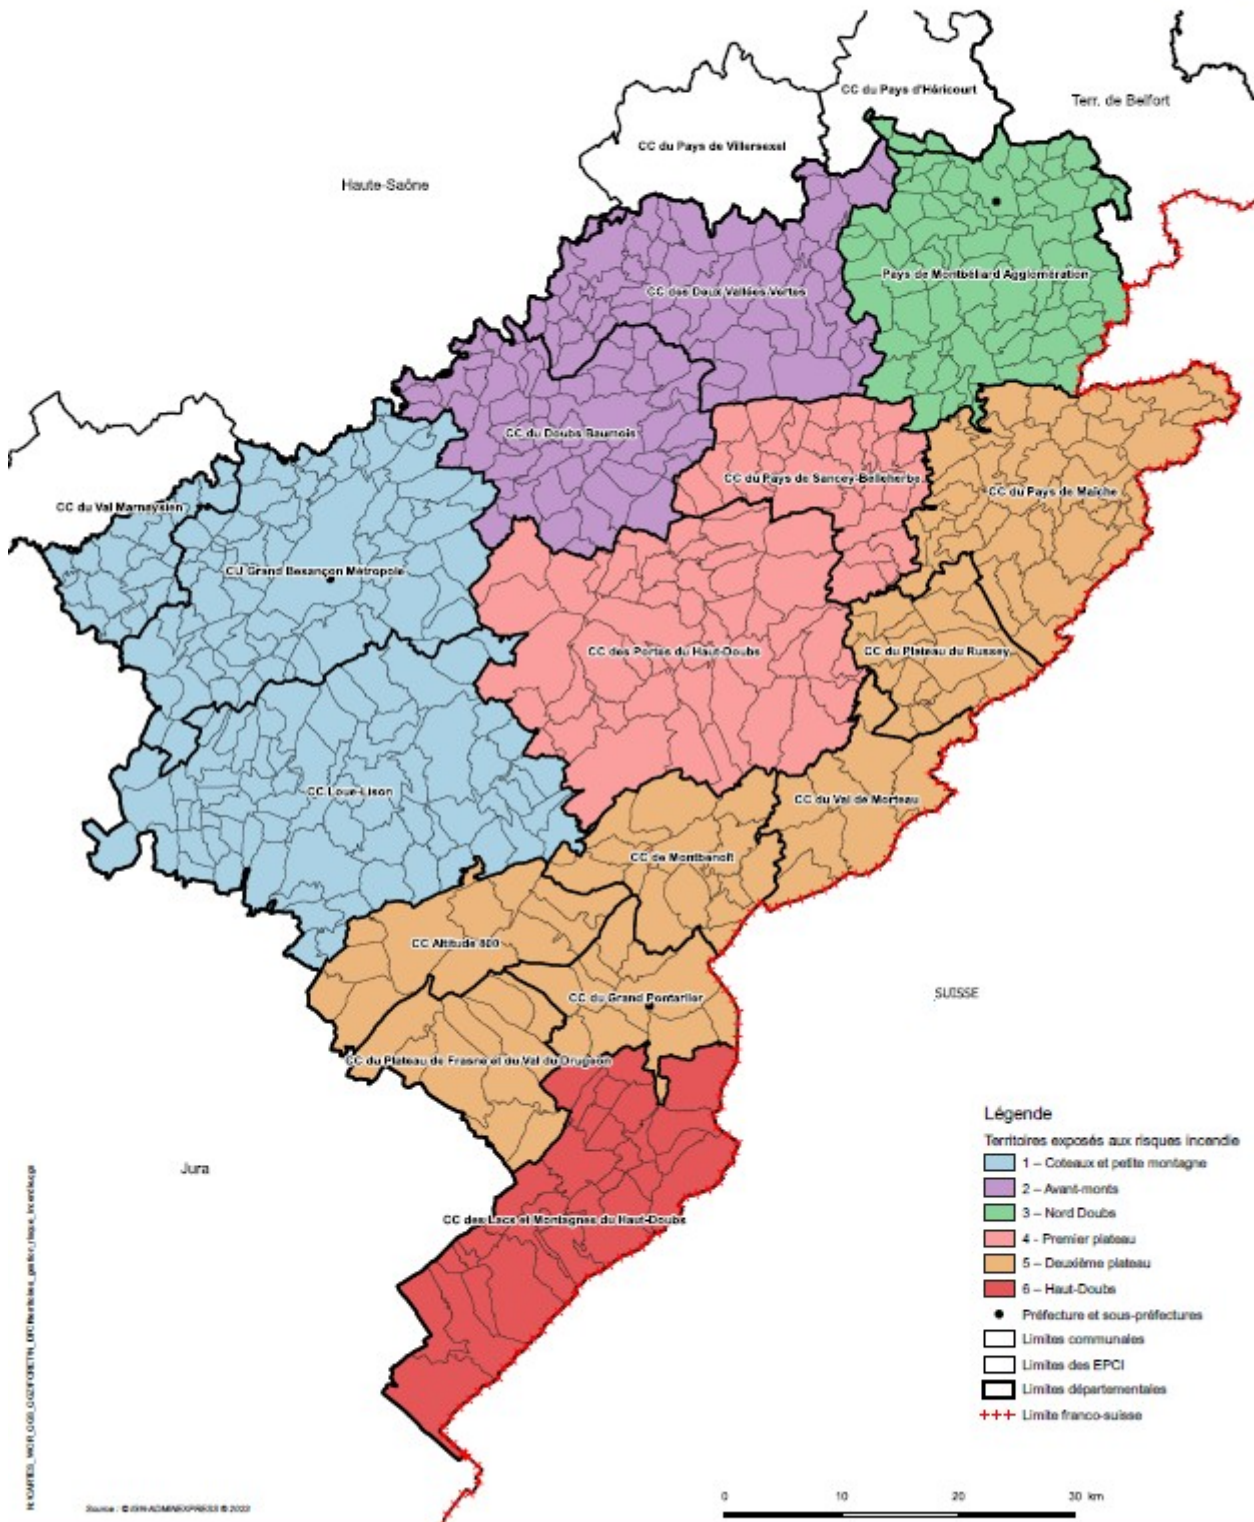 CC du Pays d'Héricourt
Terr. de Belfort
CC du Pays de Villersexel
Haute-Saône
Pays de Montbéliard Agglomération
CC des Deux Vallées Vertes
CC du Doubs Baumois
CC du Pays de Sancey-Belleherbe
CC du Pays de Maîche
CC du Val Marnaysien
CU Grand Besançon Métropole
CC des Portes du Haut-Doubs
CC du Plateau du Russey
CC Loue-Lison
CC du Val de Morteau
CC de Montbenoît
CC Altitude 800
CC du Grand Pontarlier
SUISSE
CC du Plateau de Frasne et du Val du Drugeon
Jura
CC des Lacs et Montagnes du Haut-Doubs
Légende
Territoires exposés aux risques incendie
1 – Coteaux et petite montagne
2 – Avant-monts
3 – Nord Doubs
4 - Premier plateau
5 – Deuxième plateau
6 – Haut-Doubs
Préfecture et sous-préfectures
Limites communales
Limites des EPCI
Limites départementales
Limite franco-suisse
Source : © IGN-ADMINEXPRESS ® 2022
0 10 20 30 km